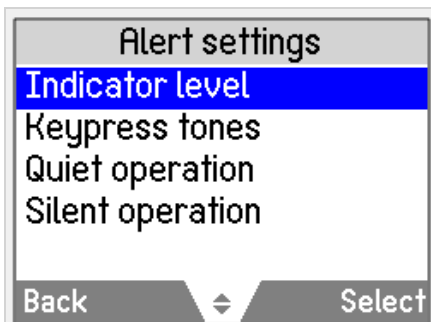 Alert settings
Indicator level
Keypress tones
Quiet operation
Silent operation
Back Select